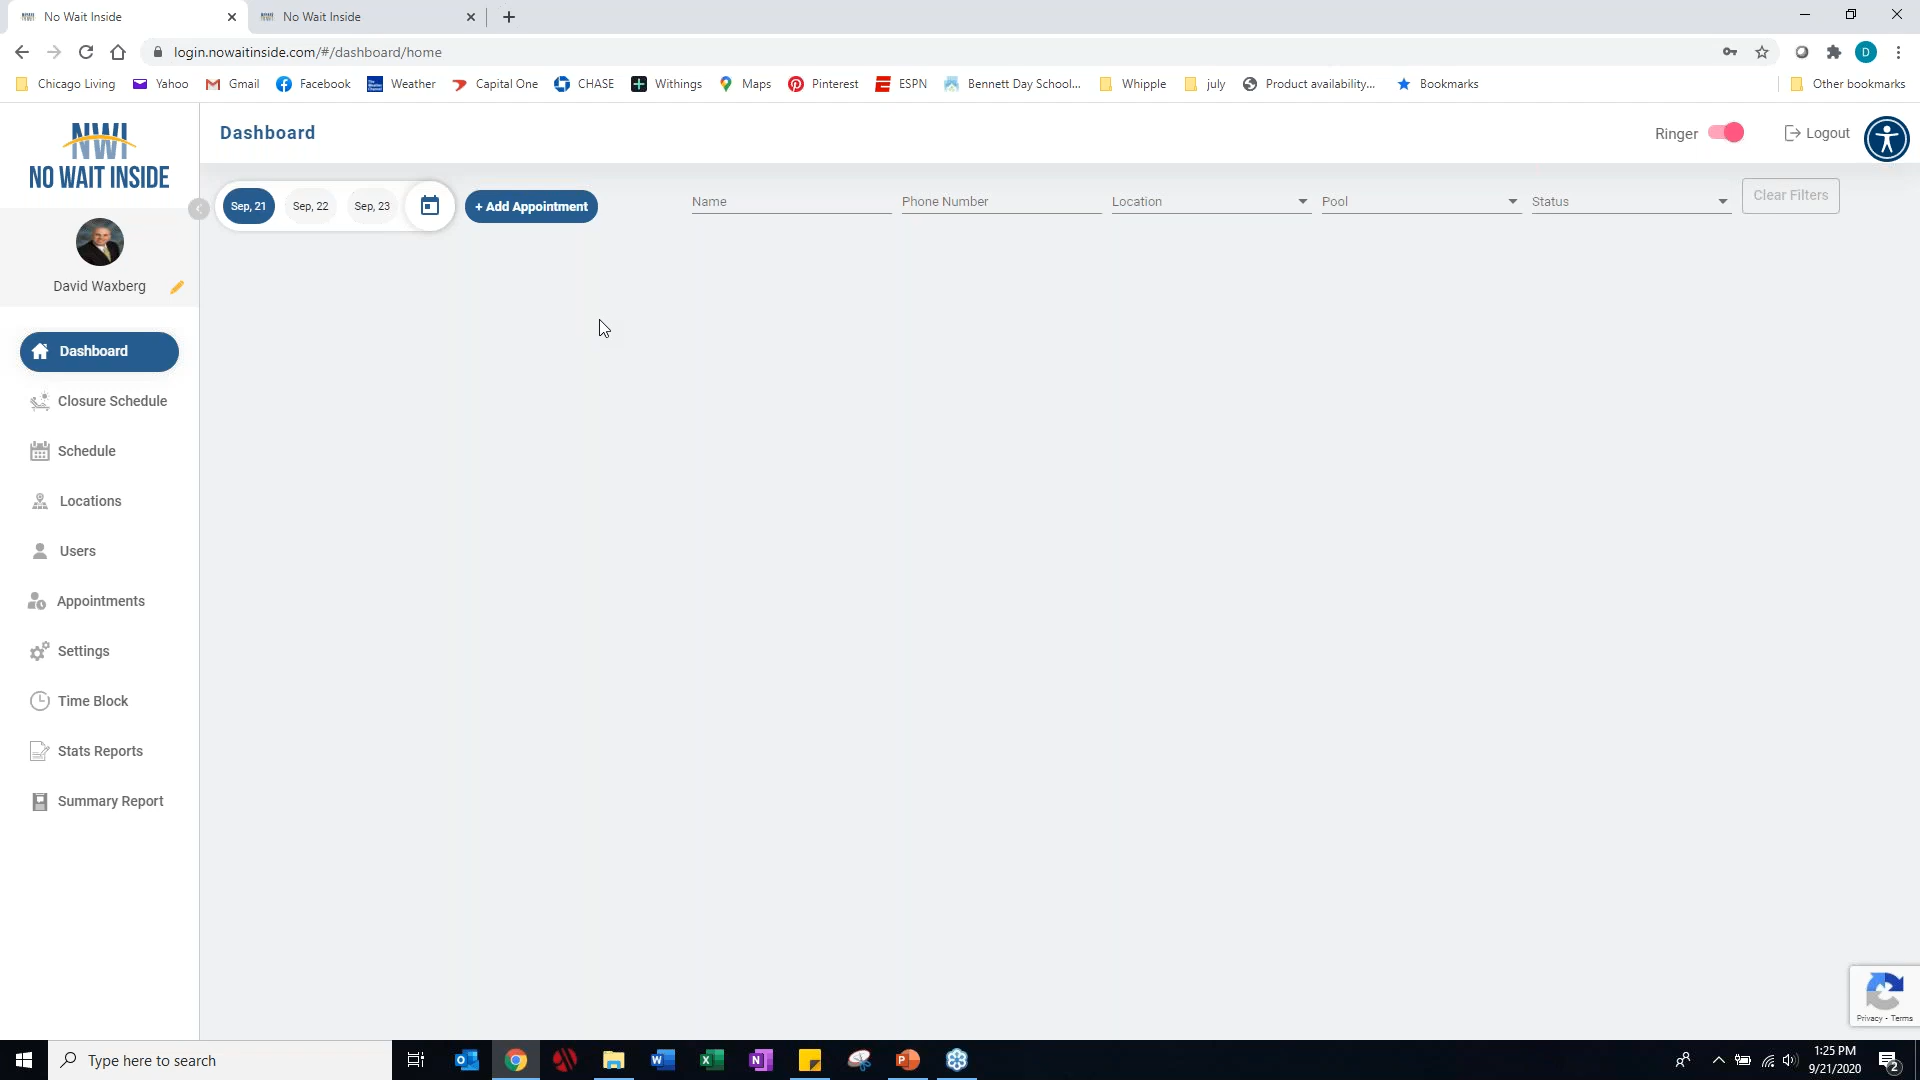 No Wait Inside
No Wait Inside
login.nowaitinside.com/#/dashboard/home
D
Chicago Living
Yahoo
Gmail
Facebook
Weather
Capital One
CHASE
Withings
Maps
Pinterest
ESPN
Bennett Day School...
Whipple
july
Product availability...
Bookmarks
Other bookmarks
NWI
NO WAIT INSIDE
Dashboard
Ringer
Logout
David Waxberg
Sep, 21
Sep, 22
Sep, 23
+ Add Appointment
Name
Phone Number
Location
Pool
Status
Clear Filters
Dashboard
Closure Schedule
Schedule
Locations
Users
Appointments
Settings
Time Block
Stats Reports
Summary Report
Privacy - Terms
Type here to search
1:25 PM
9/21/2020
2